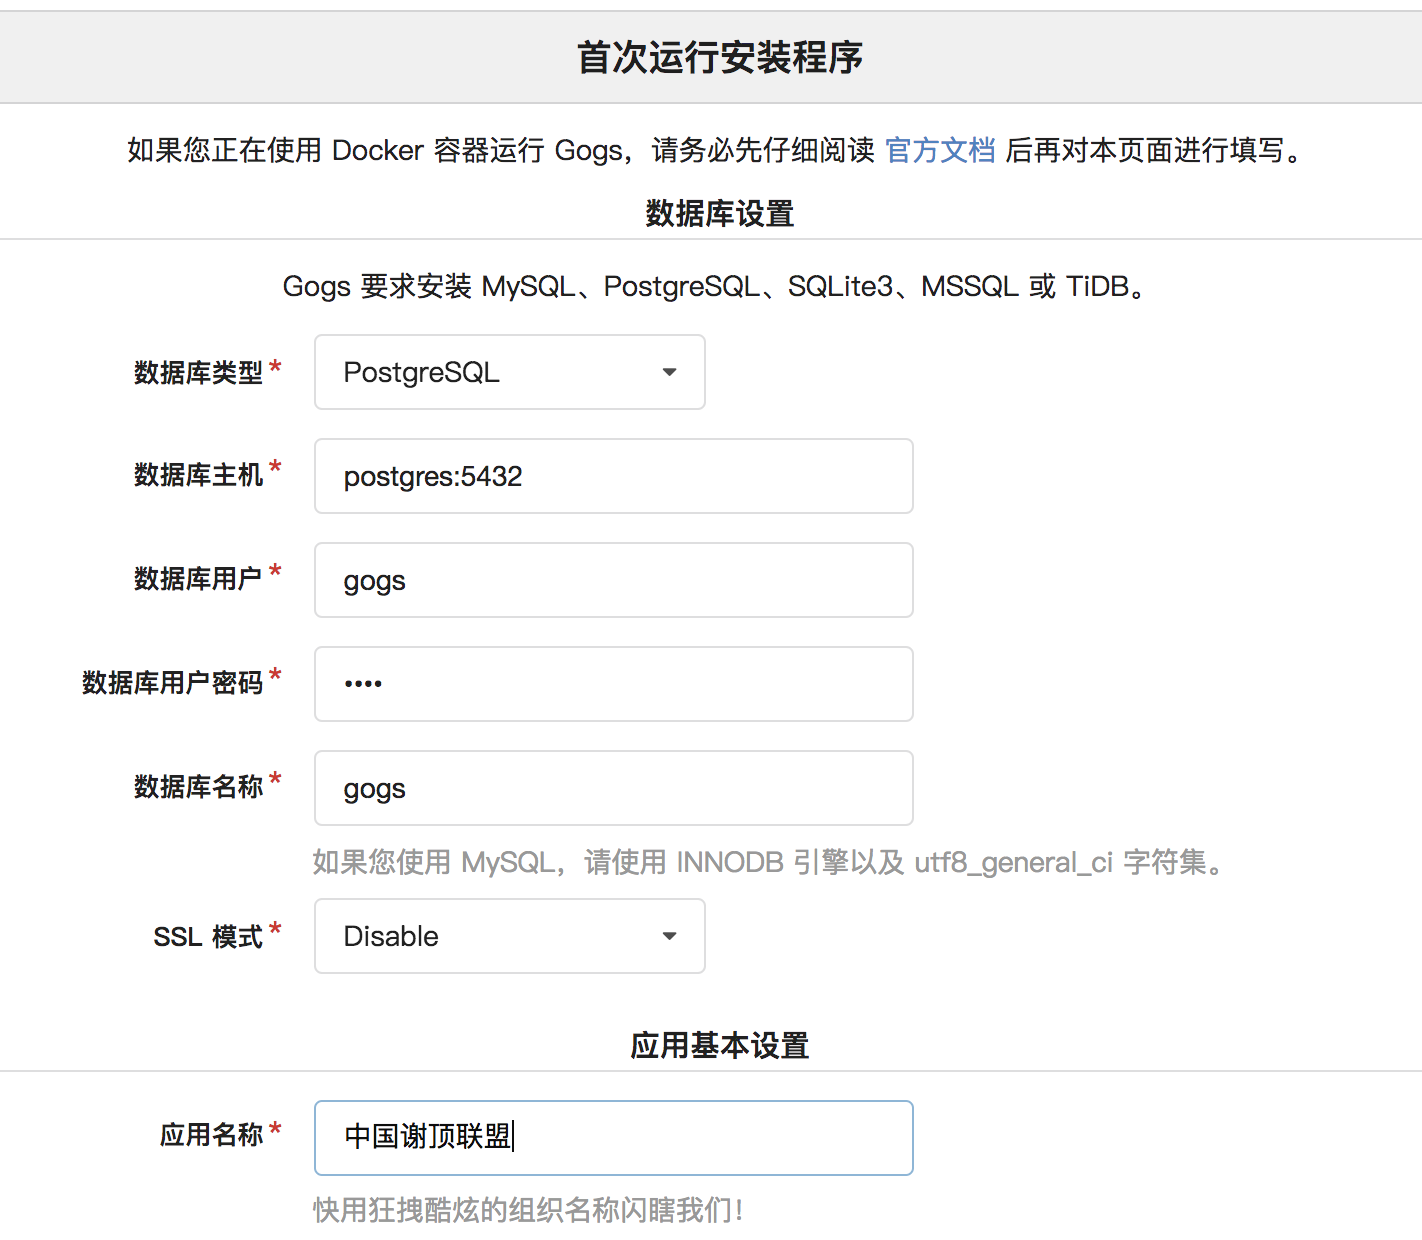 首次运行安装程序
如果您正在使用 Docker 容器运行 Gogs，请务必先仔细阅读 官方文档 后再对本页面进行填写。
数据库设置
Gogs 要求安装 MySQL、PostgreSQL、SQLite3、MSSQL 或 TiDB。
数据库类型* PostgreSQL
数据库主机* postgres:5432
数据库用户* gogs
数据库用户密码* ••••
数据库名称* gogs
如果您使用 MySQL，请使用 INNODB 引擎以及 utf8_general_ci 字符集。
SSL 模式* Disable
应用基本设置
应用名称* 中国谢顶联盟
快用狂拽酷炫的组织名称闪瞎我们！